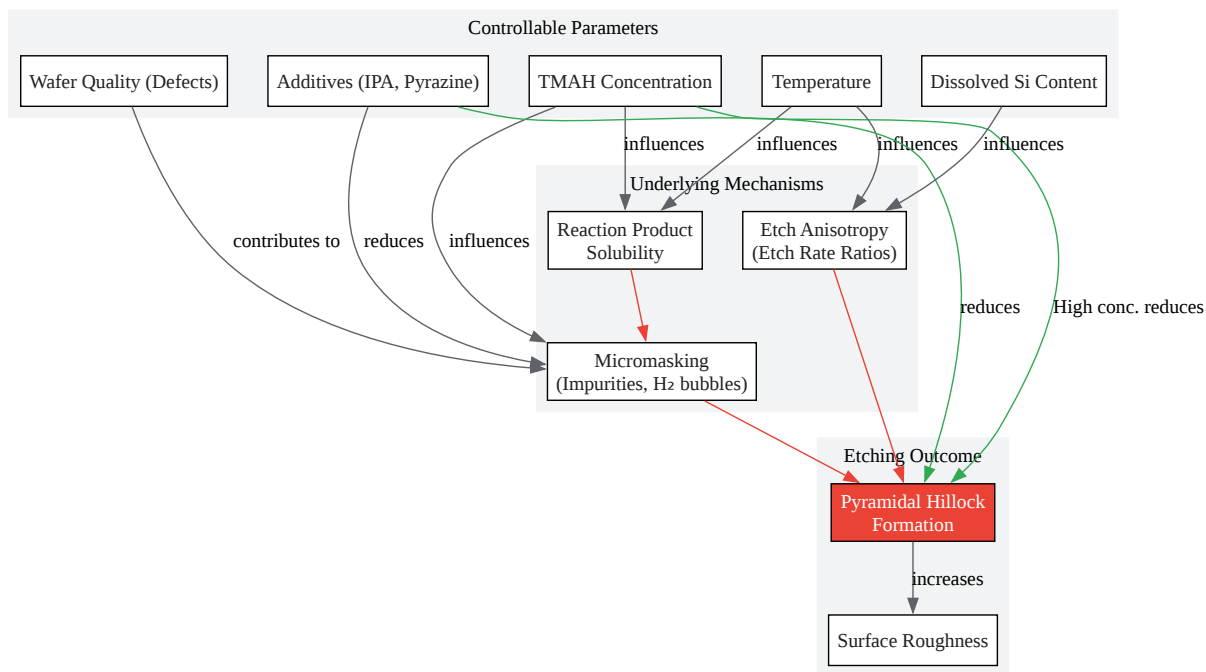 Controllable Parameters
Wafer Quality (Defects)
Additives (IPA, Pyrazine)
TMAH Concentration
Temperature
Dissolved Si Content
influences
influences
influences
influences
Underlying Mechanisms
Reaction Product
Solubility
Etch Anisotropy
(Etch Rate Ratios)
contributes to
reduces
influences
reduces
High conc. reduces
Micromasking
(Impurities, H₂ bubbles)
Etching Outcome
Pyramidal Hillock
Formation
increases
Surface Roughness